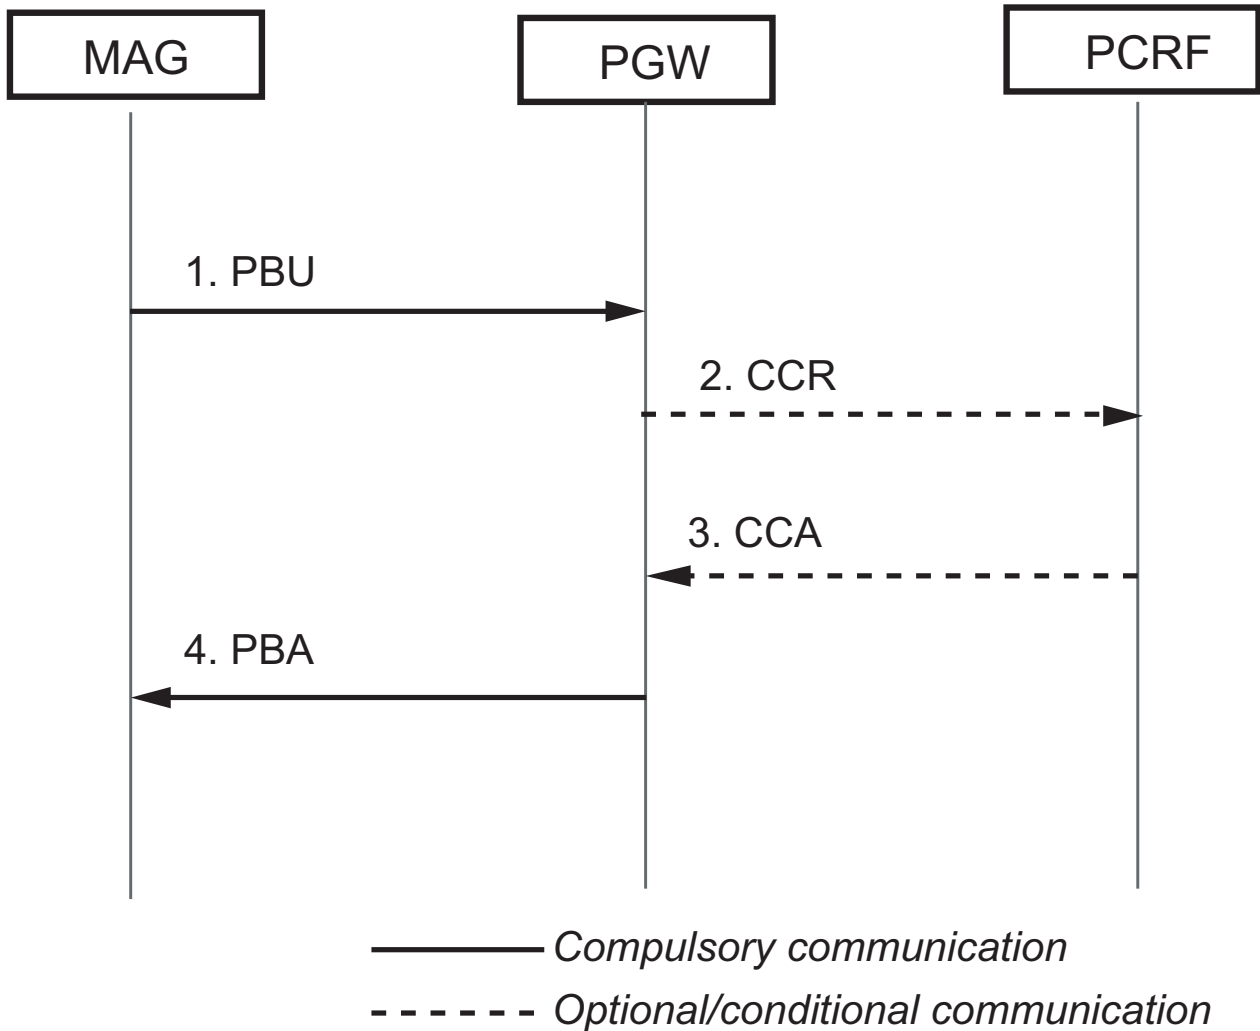 MAG
PGW
PCRF
1. PBU
2. CCR
3. CCA
4. PBA
Compulsory communication
Optional/conditional communication